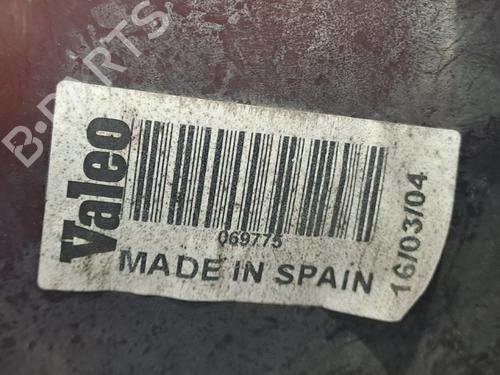 B-PARTS
Valeo
069775
MADE IN SPAIN
16/03/04